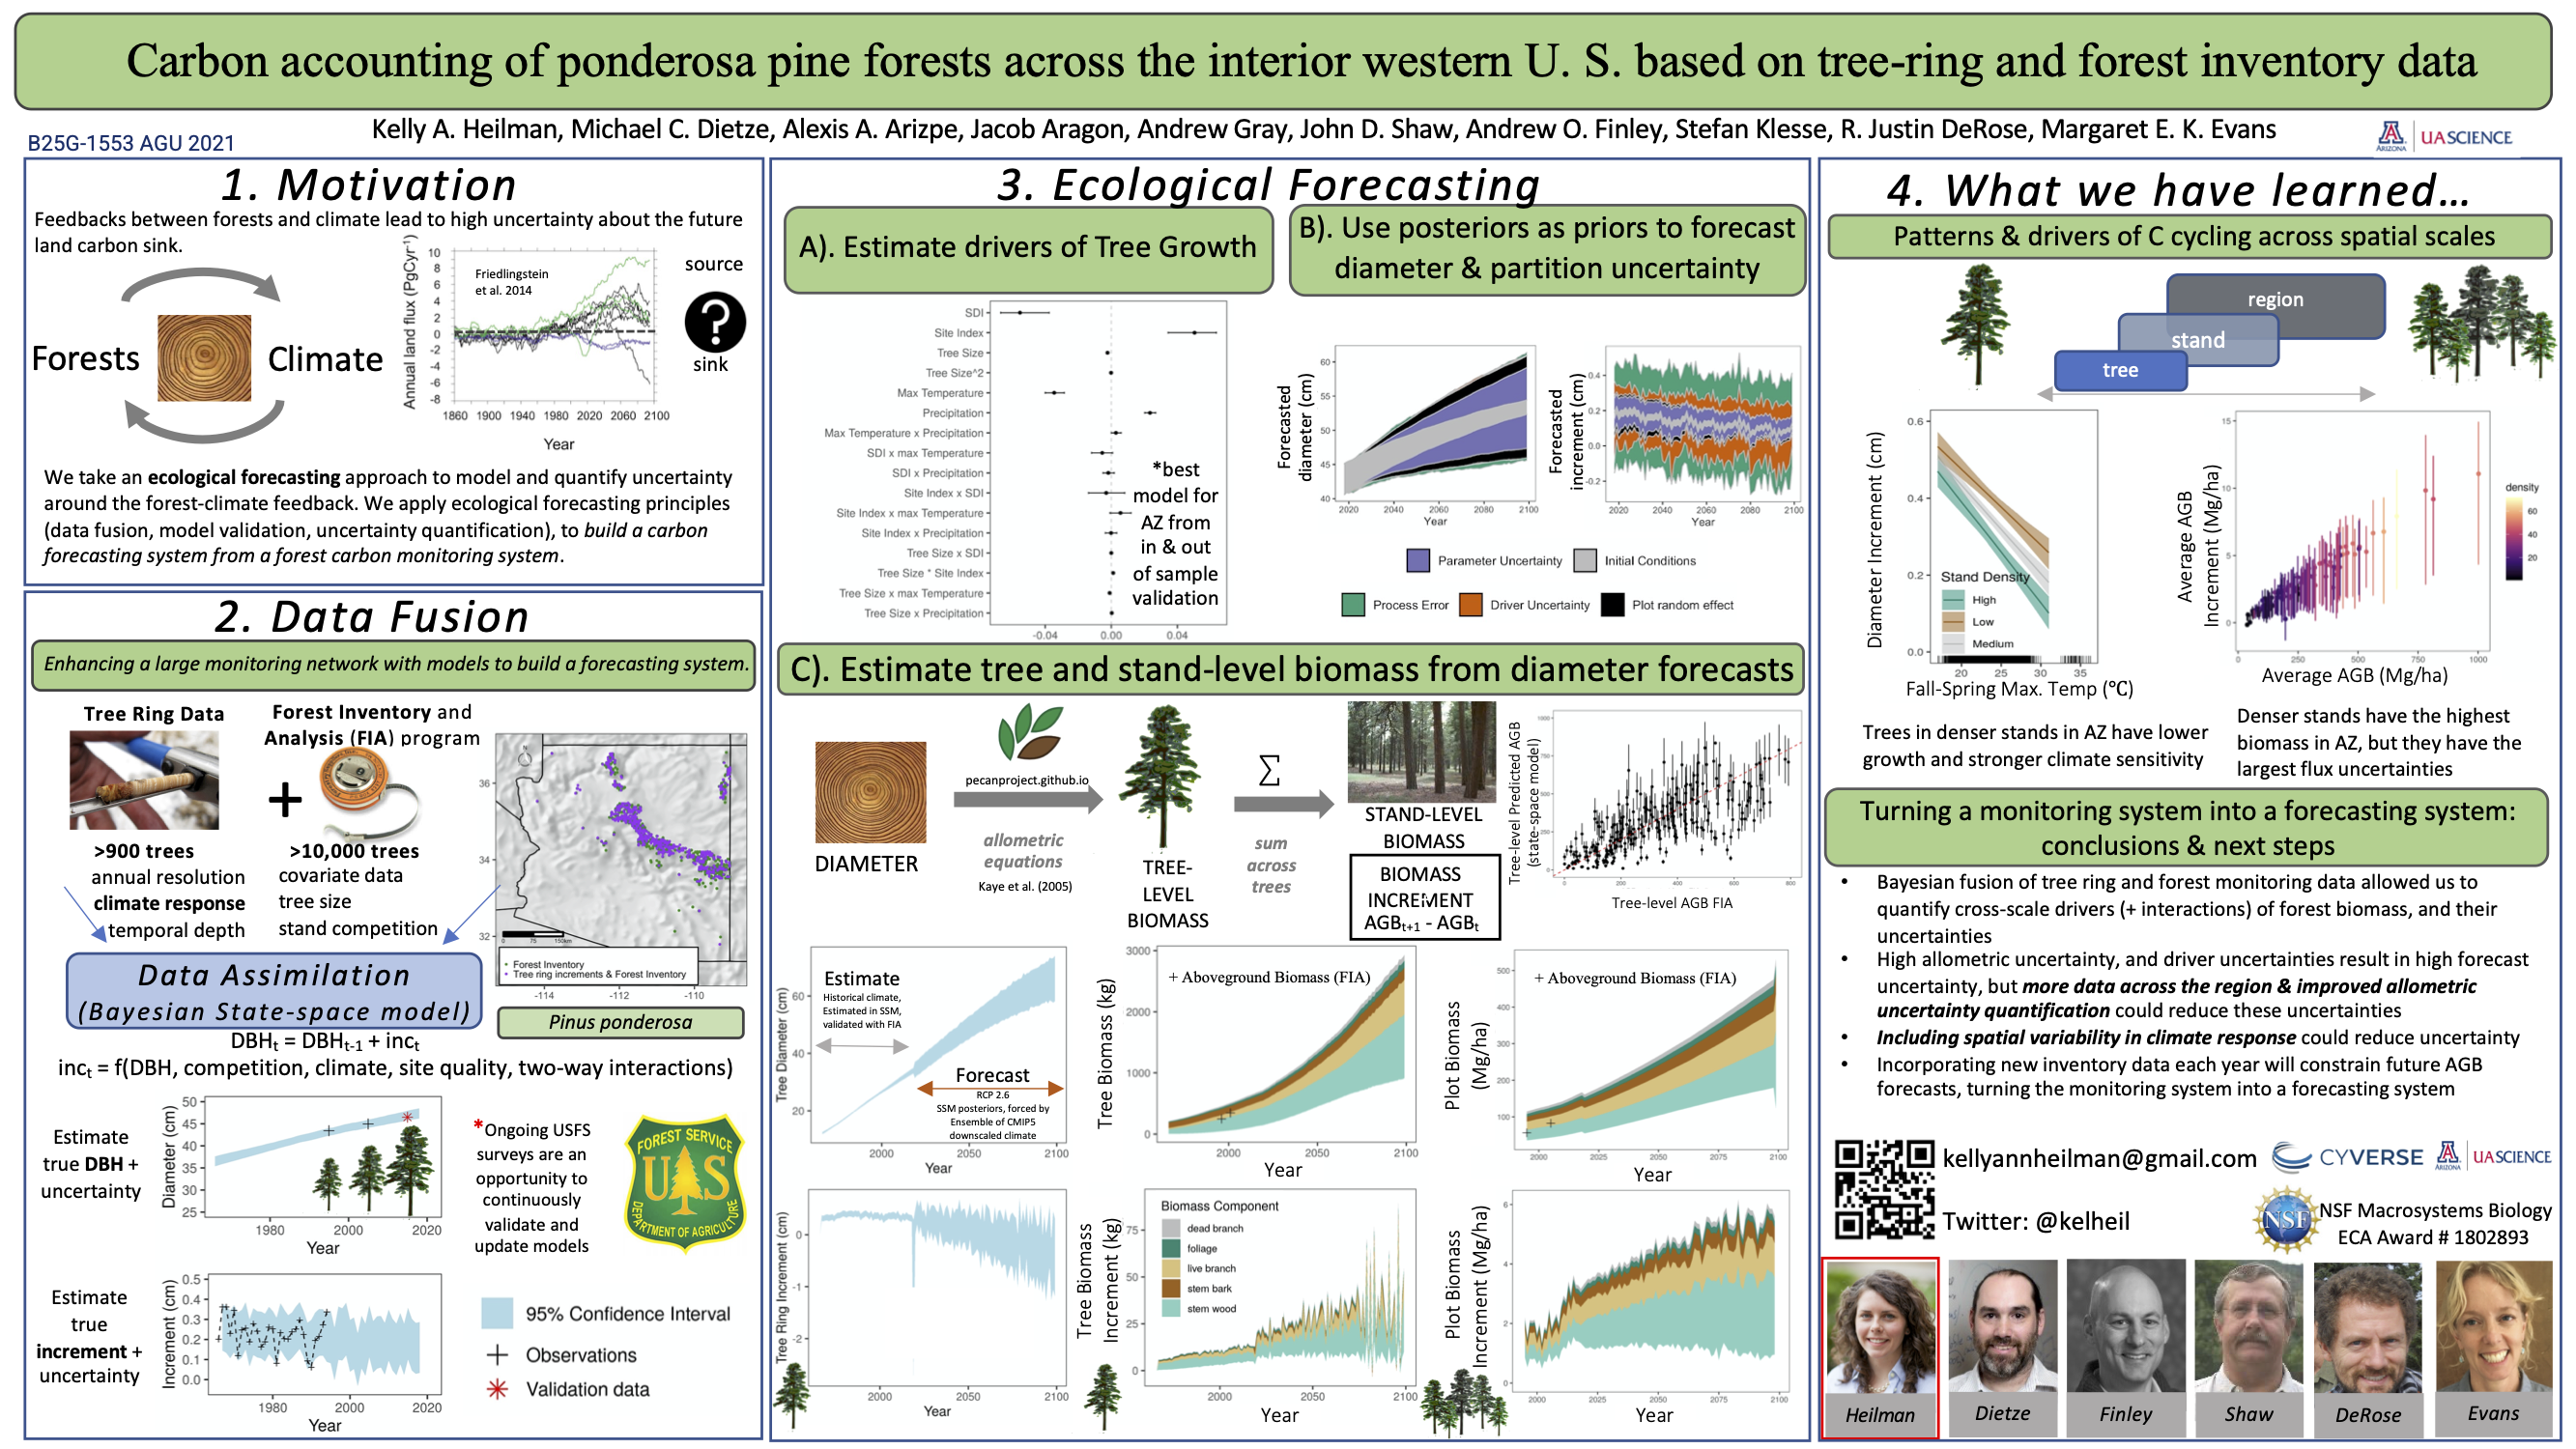 Carbon accounting of ponderosa pine forests across the interior western U. S. based on tree-ring and forest inventory data
Kelly A. Heilman, Michael C. Dietze, Alexis A. Arizpe, Jacob Aragon, Andrew Gray, John D. Shaw, Andrew O. Finley, Stefan Klesse, R. Justin DeRose, Margaret E. K. Evans
B25G-1553 AGU 2021
A
ARIZONA
UASCIENCE
1. Motivation
Feedbacks between forests and climate lead to high uncertainty about the future
land carbon sink.
Forests
Climate
Annual land flux (PgCyr⁻¹)
10
8
6
4
2
0
-2
-4
-6
-8
Friedlingstein
et al. 2014
1860 1900 1940 1980 2020 2060 2100
Year
source
?
sink
We take an ecological forecasting approach to model and quantify uncertainty
around the forest-climate feedback. We apply ecological forecasting principles
(data fusion, model validation, uncertainty quantification), to build a carbon
forecasting system from a forest carbon monitoring system.
2. Data Fusion
Enhancing a large monitoring network with models to build a forecasting system.
Tree Ring Data
Forest Inventory and
Analysis (FIA) program
+
>900 trees
annual resolution
climate response
temporal depth
>10,000 trees
covariate data
tree size
stand competition
36
34
32
0 75 150km
Forest Inventory
Tree ring increments & Forest Inventory
-114 -112 -110
Pinus ponderosa
Data Assimilation
(Bayesian State-space model)
DBHt = DBHt-1 + inct
inct = f(DBH, competition, climate, site quality, two-way interactions)
Estimate
true DBH +
uncertainty
Diameter (cm)
50
45
40
35
30
25
1980 2000 2020
Year
*Ongoing USFS
surveys are an
opportunity to
continuously
validate and
update models
FOREST SERVICE
U S
DEPARTMENT OF AGRICULTURE
Estimate
true
increment +
uncertainty
Increment (cm)
0.5
0.4
0.3
0.2
0.1
0.0
1980 2000 2020
Year
95% Confidence Interval
Observations
Validation data
3. Ecological Forecasting
A). Estimate drivers of Tree Growth
SDI
Site Index
Tree Size
Tree Size^2
Max Temperature
Precipitation
Max Temperature x Precipitation
SDI x max Temperature
SDI x Precipitation
Site Index x SDI
Site Index x max Temperature
Site Index x Precipitation
Tree Size x SDI
Tree Size * Site Index
Tree Size x max Temperature
Tree Size x Precipitation
-0.04 0.00 0.04
*best
model for
AZ from
in & out
of sample
validation
B). Use posteriors as priors to forecast
diameter & partition uncertainty
Forecasted
diameter (cm)
60
55
50
45
40
2020 2040 2060 2080 2100
Year
Forecasted
increment (cm)
0.4
0.2
0.0
-0.2
2020 2040 2060 2080 2100
Year
Parameter Uncertainty
Initial Conditions
Process Error
Driver Uncertainty
Plot random effect
C). Estimate tree and stand-level biomass from diameter forecasts
DIAMETER
pecanproject.github.io
allometric
equations
Kaye et al. (2005)
TREE-
LEVEL
BIOMASS
Σ
sum
across
trees
STAND-LEVEL
BIOMASS
BIOMASS
INCREMENT
AGBt+1 - AGBt
Tree-level Predicted AGB
(state-space model)
1000
750
500
250
0
0 200 400 600 800
Tree-level AGB FIA
Tree Diameter (cm)
60
40
20
Estimate
Historical climate,
Estimated in SSM,
validated with FIA
Forecast
RCP 2.6
SSM posteriors, forced by
Ensemble of CMIP5
downscaled climate
2000 2050 2100
Year
Tree Biomass (kg)
3000
2000
1000
0
+ Aboveground Biomass (FIA)
2000 2050 2100
Year
Plot Biomass
(Mg/ha)
500
400
300
200
100
+ Aboveground Biomass (FIA)
2000 2025 2050 2075 2100
Year
Tree Ring Increment (cm)
0
-1
-2
2000 2050 2100
Year
Tree Biomass
Increment (kg)
75
50
25
0
Biomass Component
dead branch
foliage
live branch
stem bark
stem wood
2000 2050 2100
Year
Plot Biomass
Increment (Mg/ha)
6
4
2
0
2000 2025 2050 2075 2100
Year
4. What we have learned...
Patterns & drivers of C cycling across spatial scales
region
stand
tree
Diameter Increment (cm)
0.6
0.4
0.2
0.0
Stand Density
High
Low
Medium
20 25 30 35
Fall-Spring Max. Temp (°C)
Average AGB
Increment (Mg/ha)
15
10
5
0
0 250 500 750 1000
Average AGB (Mg/ha)
density
60
40
20
Trees in denser stands in AZ have lower
growth and stronger climate sensitivity
Denser stands have the highest
biomass in AZ, but they have the
largest flux uncertainties
Turning a monitoring system into a forecasting system:
conclusions & next steps
• Bayesian fusion of tree ring and forest monitoring data allowed us to
quantify cross-scale drivers (+ interactions) of forest biomass, and their
uncertainties
• High allometric uncertainty, and driver uncertainties result in high forecast
uncertainty, but more data across the region & improved allometric
uncertainty quantification could reduce these uncertainties
• Including spatial variability in climate response could reduce uncertainty
• Incorporating new inventory data each year will constrain future AGB
forecasts, turning the monitoring system into a forecasting system
kellyannheilman@gmail.com
CYVERSE
A
ARIZONA
UASCIENCE
Twitter: @kelheil
NSF
NSF Macrosystems Biology
ECA Award # 1802893
Heilman
Dietze
Finley
Shaw
DeRose
Evans